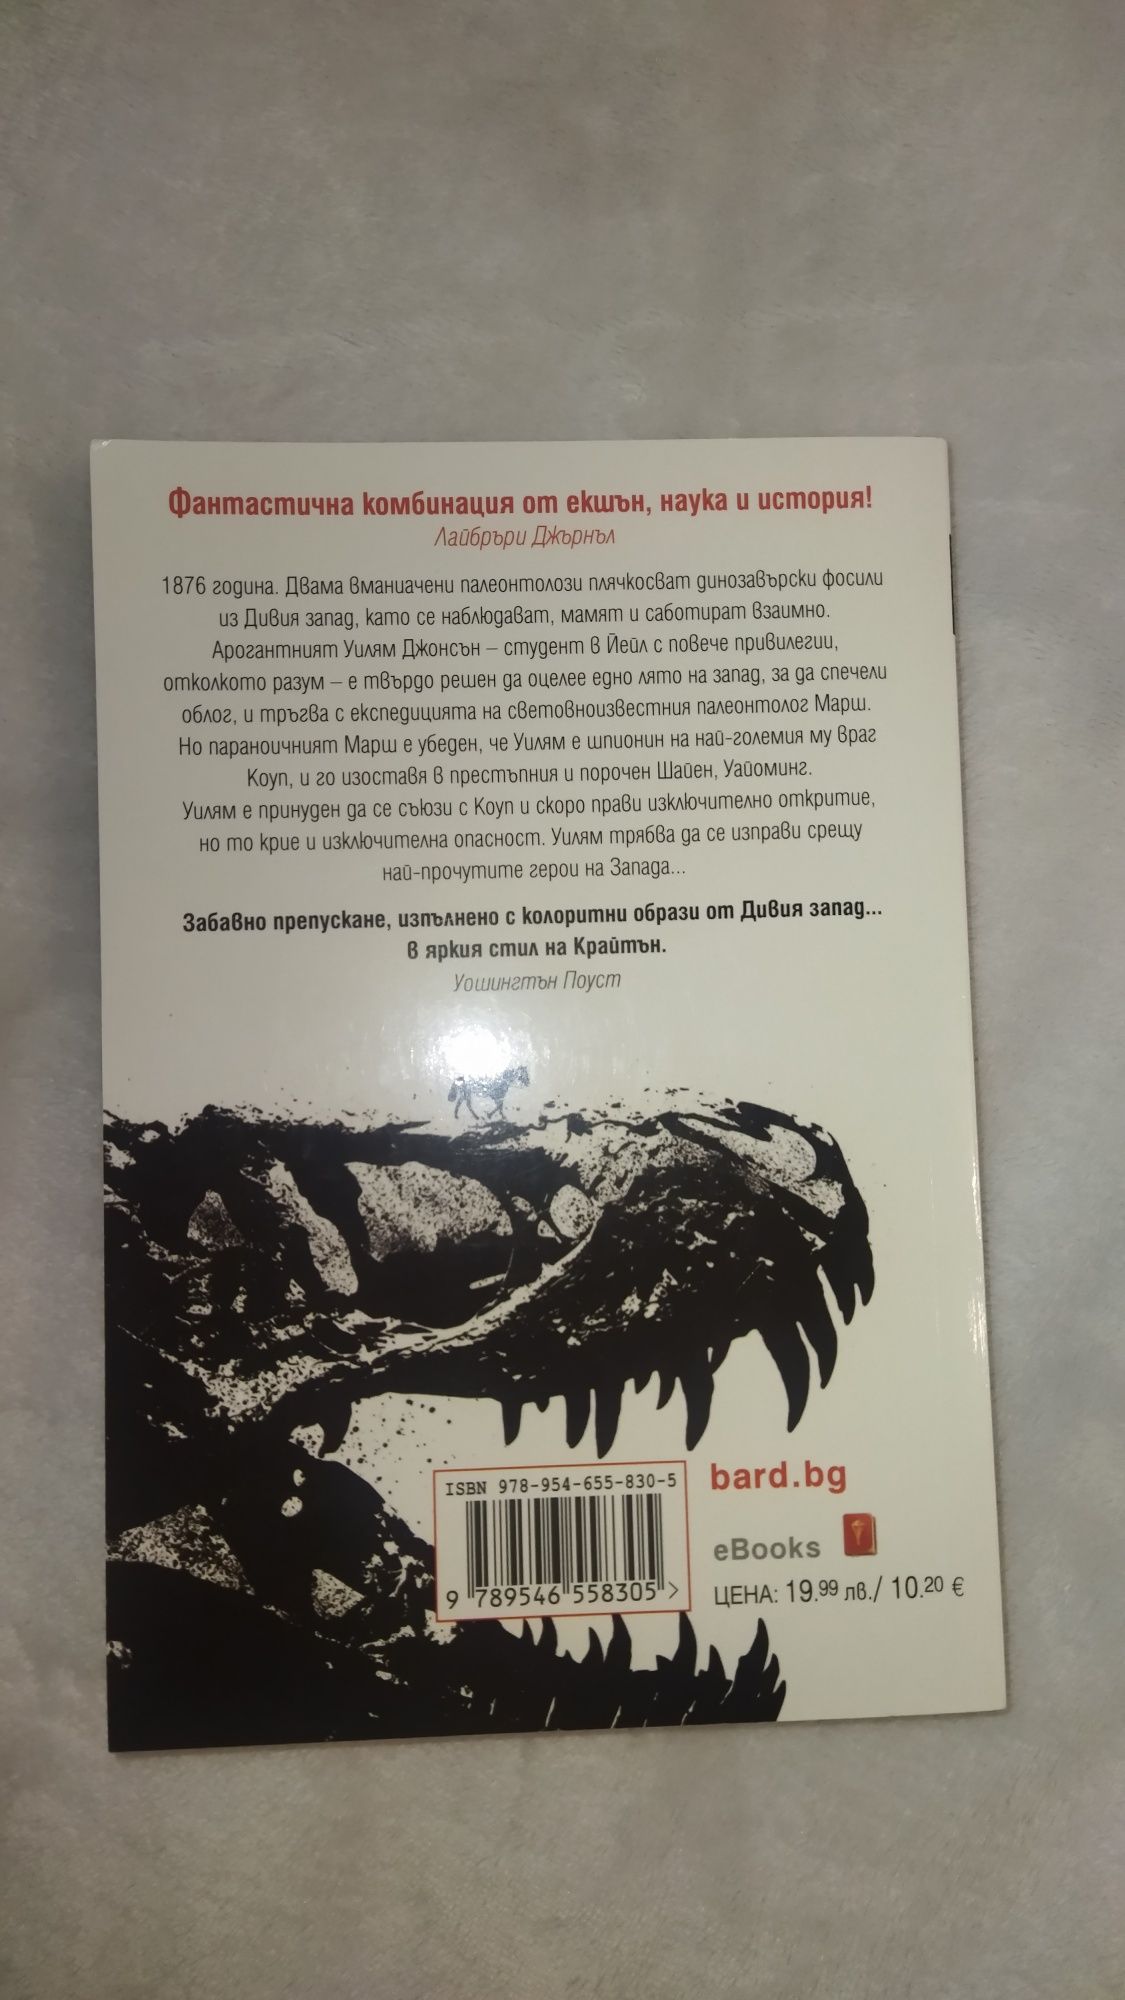 Фантастична комбинация от екшън, наука и история!
Лайбръри Джърнъл
1876 година. Двама вманиачени палеонтолози плячкосват динозавърски фосили
из Дивия запад, като се наблюдават, мамят и саботират взаимно.
Арогантният Уилям Джонсън – студент в Йейл с повече привилегии,
отколкото разум – е твърдо решен да оцелее едно лято на запад, за да спечели
облог, и тръгва с експедицията на световноизвестния палеонтолог Марш.
Но параноичният Марш е убеден, че Уилям е шпионин на най-големия му враг
Коуп, и го изоставя в престъпния и порочен Шайен, Уайоминг.
Уилям е принуден да се съюзи с Коуп и скоро прави изключително откритие,
но то крие и изключителна опасност. Уилям трябва да се изправи срещу
най-прочутите герои на Запада...
Забавно препускане, изпълнено с колоритни образи от Дивия запад...
в яркия стил на Крайтън.
Уошингтън Поуст
ISBN 978-954-655-830-5
9 789546 558305 >
bard.bg
eBooks
ЦЕНА: 19.99 лв./ 10.20 €